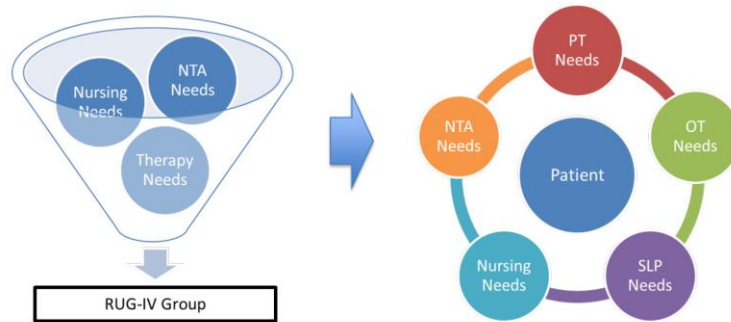 NTA
Needs
Nursing
Needs
Therapy
Needs
RUG-IV Group
PT
Needs
NTA
Needs
OT
Needs
Patient
Nursing
Needs
SLP
Needs